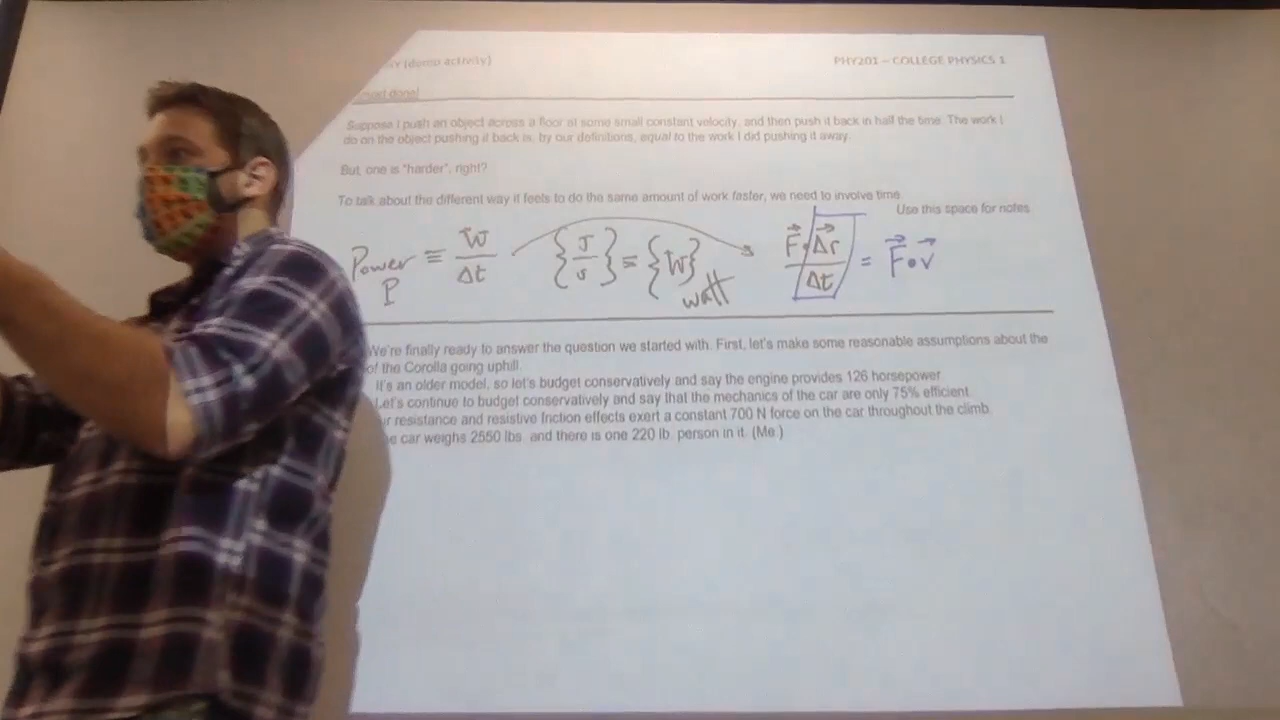 (dump activity) PHY201 – COLLEGE PHYSICS 1
Suppose I push an object across a floor at some small constant velocity, and then push it back in half the time. The work I
do on the object pushing it back is, by our definitions, equal to the work I did pushing it away.
But, one is "harder", right?
To talk about the different way it feels to do the same amount of work faster, we need to involve time.
Use this space for notes
Power ≡ W/Δt {J/s} = {W} F⃗·Δr⃗/Δt = F⃗·v⃗
P watt
We're finally ready to answer the question we started with. First, let's make some reasonable assumptions about the
of the Corolla going uphill.
It's an older model, so let's budget conservatively and say the engine provides 126 horsepower.
Let's continue to budget conservatively and say that the mechanics of the car are only 75% efficient.
r resistance and resistive friction effects exert a constant 700 N force on the car throughout the climb.
e car weighs 2550 lbs. and there is one 220 lb. person in it. (Me.)